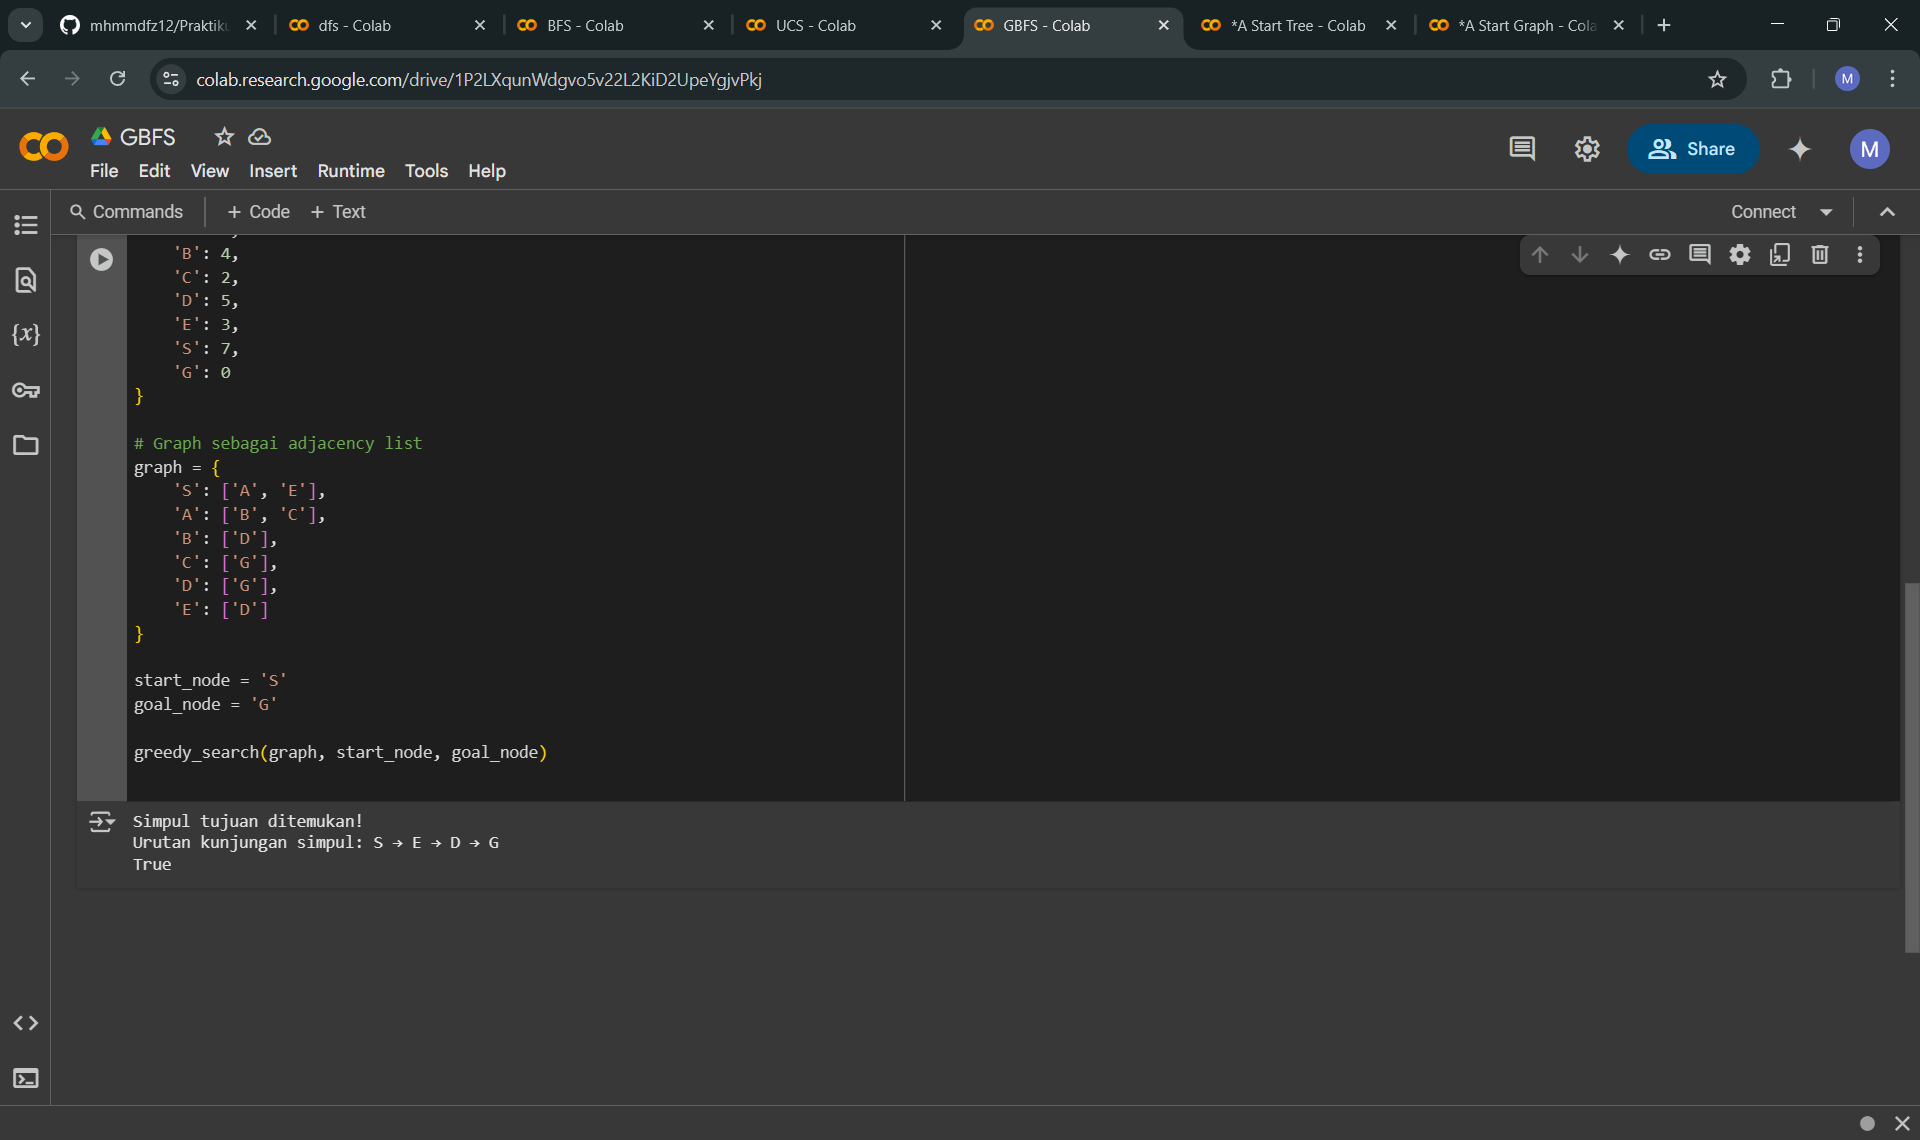 mhmmdfz12/Praktiku
dfs - Colab
BFS - Colab
UCS - Colab
GBFS - Colab
*A Start Tree - Colab
*A Start Graph - Cola
colab.research.google.com/drive/1P2LXqunWdgvo5v22L2KiD2UpeYgjvPkj
M
GBFS
File Edit View Insert Runtime Tools Help
Share
M
Commands
+ Code + Text
Connect
'B': 4,
'C': 2,
'D': 5,
'E': 3,
'S': 7,
'G': 0
}
# Graph sebagai adjacency list
graph = {
'S': ['A', 'E'],
'A': ['B', 'C'],
'B': ['D'],
'C': ['G'],
'D': ['G'],
'E': ['D']
}
start_node = 'S'
goal_node = 'G'
greedy_search(graph, start_node, goal_node)
Simpul tujuan ditemukan!
Urutan kunjungan simpul: S → E → D → G
True